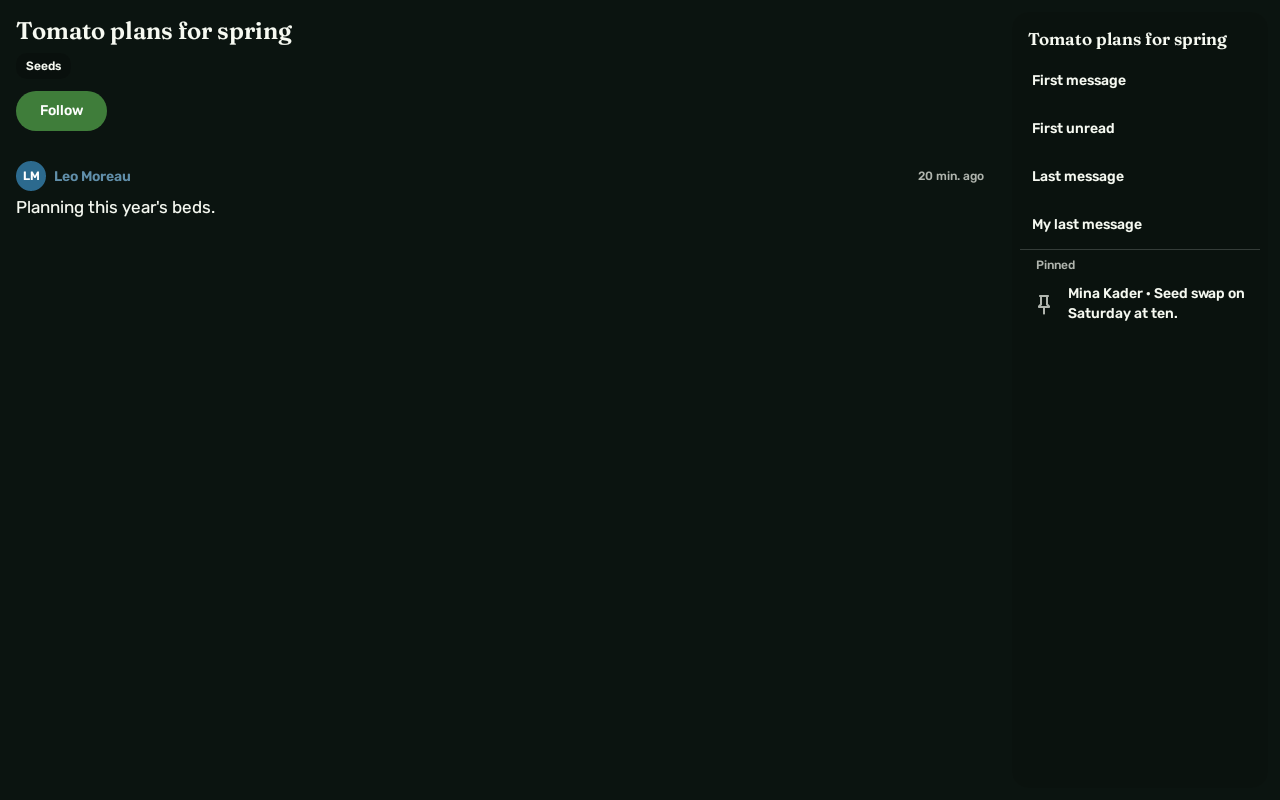 Tomato plans for spring
Seeds
Follow
LM Leo Moreau 20 min. ago
Planning this year's beds.
Tomato plans for spring
First message
First unread
Last message
My last message
Pinned
Mina Kader • Seed swap on
Saturday at ten.